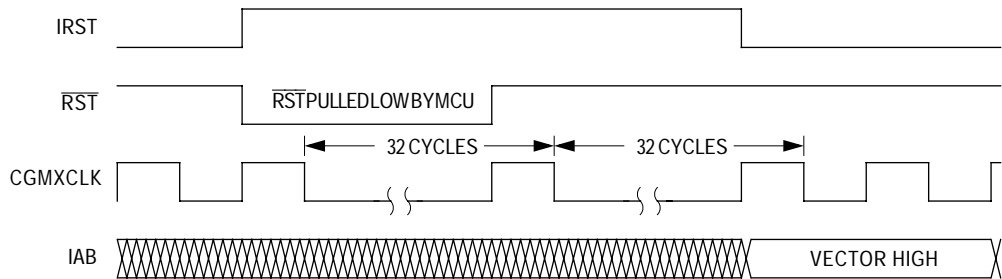 IRST
RST
RST PULLED LOW BY MCU
32 CYCLES 32 CYCLES
CGMXCLK
IAB
VECTOR HIGH